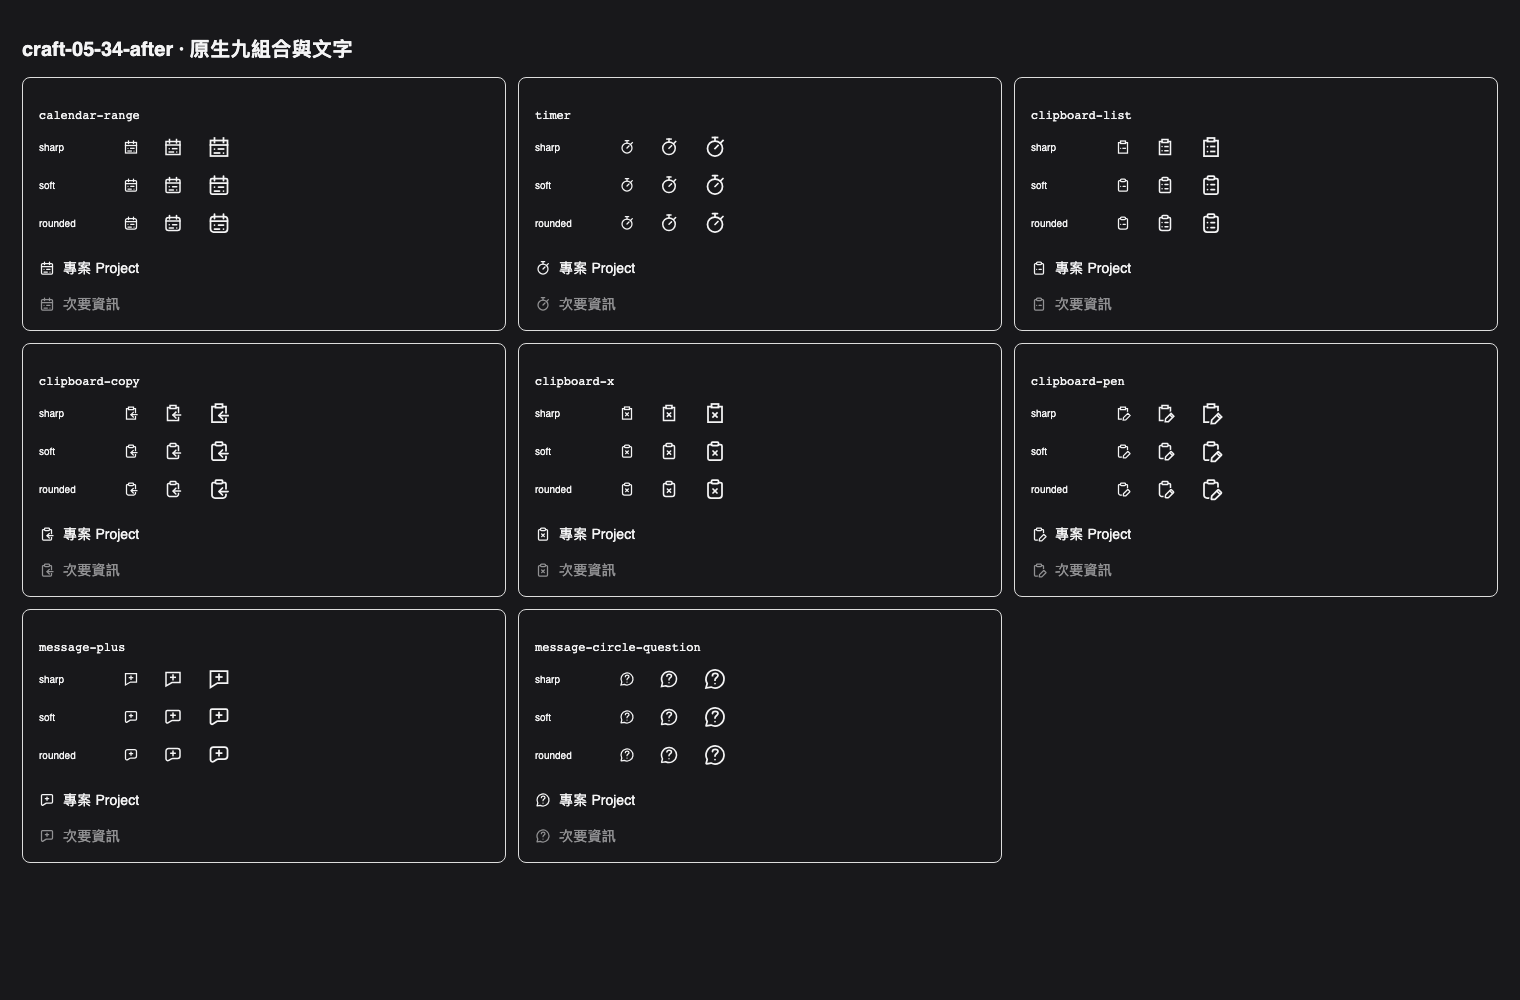 craft-05-34-after · 原生九組合與文字
calendar-range
sharp
soft
rounded
專案 Project
次要資訊
timer
sharp
soft
rounded
專案 Project
次要資訊
clipboard-list
sharp
soft
rounded
專案 Project
次要資訊
clipboard-copy
sharp
soft
rounded
專案 Project
次要資訊
clipboard-x
sharp
soft
rounded
專案 Project
次要資訊
clipboard-pen
sharp
soft
rounded
專案 Project
次要資訊
message-plus
sharp
soft
rounded
專案 Project
次要資訊
message-circle-question
sharp
soft
rounded
專案 Project
次要資訊